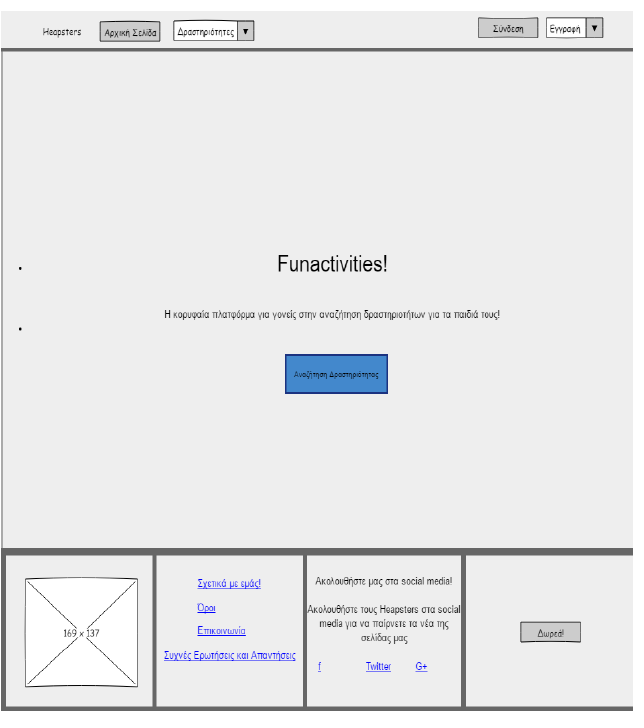 Heapsters
Αρχική Σελίδα
Δραστηριότητες
Σύνδεση
Εγγραφή
Funactivities!
Η κορυφαία πλατφόρμα για γονείς στην αναζήτηση δραστηριοτήτων για τα παιδιά τους!
Αναζήτηση Δραστηριότητας
169 x 137
Σχετικά με εμάς!
Όροι
Επικοινωνία
Συχνές Ερωτήσεις και Απαντήσεις
Ακολουθήστε μας στα social media!
Ακολουθήστε τους Heapsters στα social
media για να παίρνετε τα νέα της
σελίδας μας
f
Twitter
G+
Δωρεά!